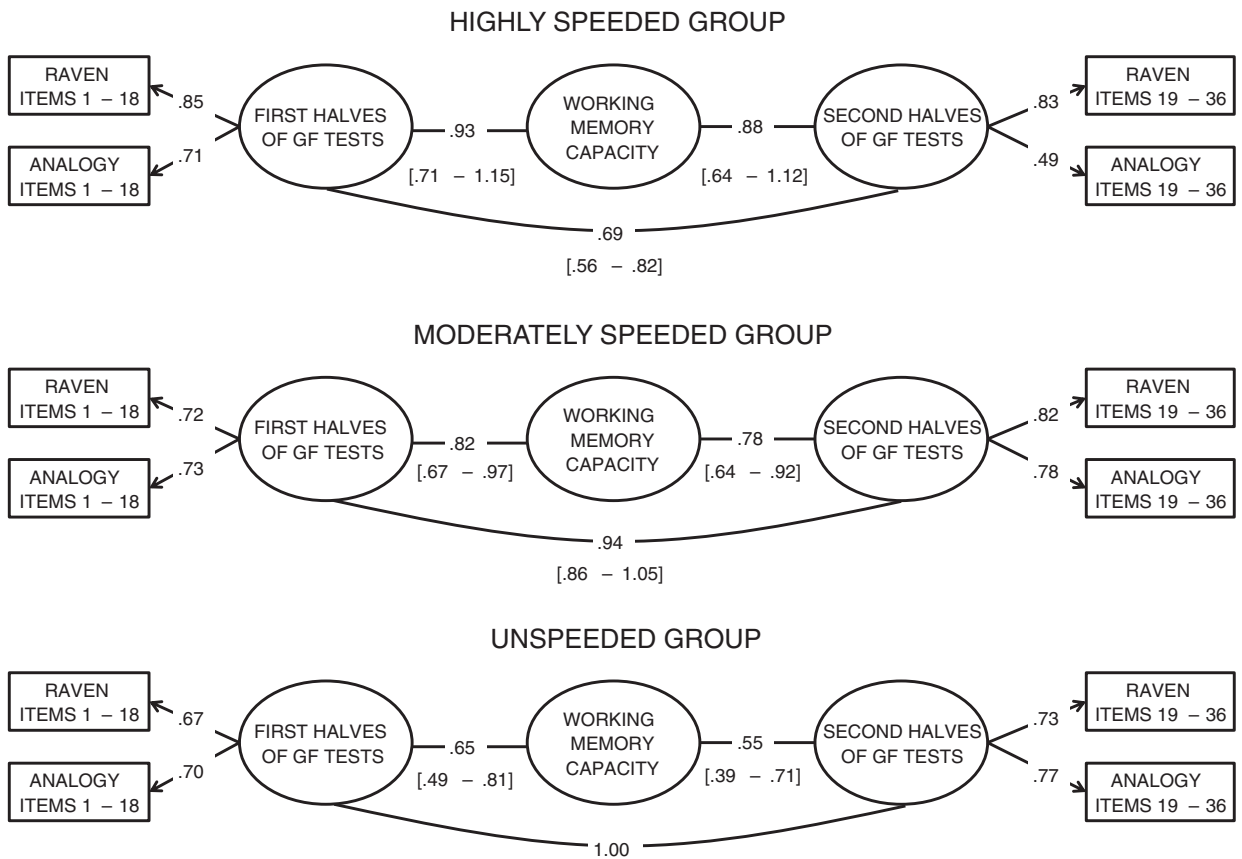 HIGHLY SPEEDED GROUP
RAVEN
ITEMS 1 – 18
.85
ANALOGY
ITEMS 1 – 18
.71
FIRST HALVES
OF GF TESTS
.93
[.71 – 1.15]
WORKING
MEMORY
CAPACITY
.88
[.64 – 1.12]
SECOND HALVES
OF GF TESTS
.83
RAVEN
ITEMS 19 – 36
.49
ANALOGY
ITEMS 19 – 36
.69
[.56 – .82]
MODERATELY SPEEDED GROUP
RAVEN
ITEMS 1 – 18
.72
ANALOGY
ITEMS 1 – 18
.73
FIRST HALVES
OF GF TESTS
.82
[.67 – .97]
WORKING
MEMORY
CAPACITY
.78
[.64 – .92]
SECOND HALVES
OF GF TESTS
.82
RAVEN
ITEMS 19 – 36
.78
ANALOGY
ITEMS 19 – 36
.94
[.86 – 1.05]
UNSPEEDED GROUP
RAVEN
ITEMS 1 – 18
.67
ANALOGY
ITEMS 1 – 18
.70
FIRST HALVES
OF GF TESTS
.65
[.49 – .81]
WORKING
MEMORY
CAPACITY
.55
[.39 – .71]
SECOND HALVES
OF GF TESTS
.73
RAVEN
ITEMS 19 – 36
.77
ANALOGY
ITEMS 19 – 36
1.00